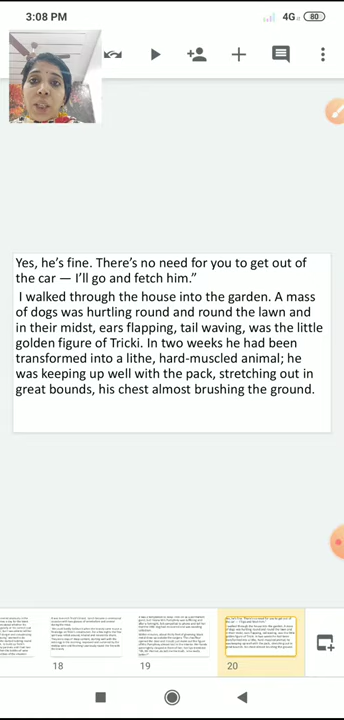 3:08 PM
4G
80
Yes, he's fine. There's no need for you to get out of
the car — I'll go and fetch him."
I walked through the house into the garden. A mass
of dogs was hurtling round and round the lawn and
in their midst, ears flapping, tail waving, was the little
golden figure of Tricki. In two weeks he had been
transformed into a lithe, hard-muscled animal; he
was keeping up well with the pack, stretching out in
great bounds, his chest almost brushing the ground.
18
19
20